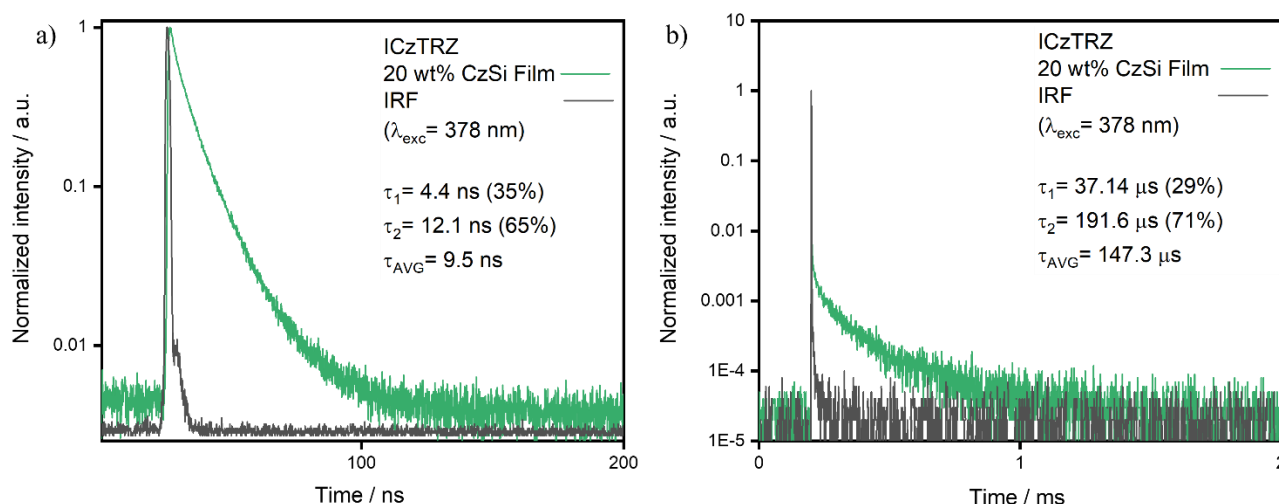 a)
Normalized intensity / a.u.
1
0.1
0.01
ICzTRZ
20 wt% CzSi Film
IRF
(λexc= 378 nm)
τ1= 4.4 ns (35%)
τ2= 12.1 ns (65%)
τAVG= 9.5 ns
100
200
Time / ns
b)
Normalized intensity / a.u.
10
1
0.1
0.01
0.001
1E-4
1E-5
ICzTRZ
20 wt% CzSi Film
IRF
(λexc= 378 nm)
τ1= 37.14 μs (29%)
τ2= 191.6 μs (71%)
τAVG= 147.3 μs
0
1
2
Time / ms